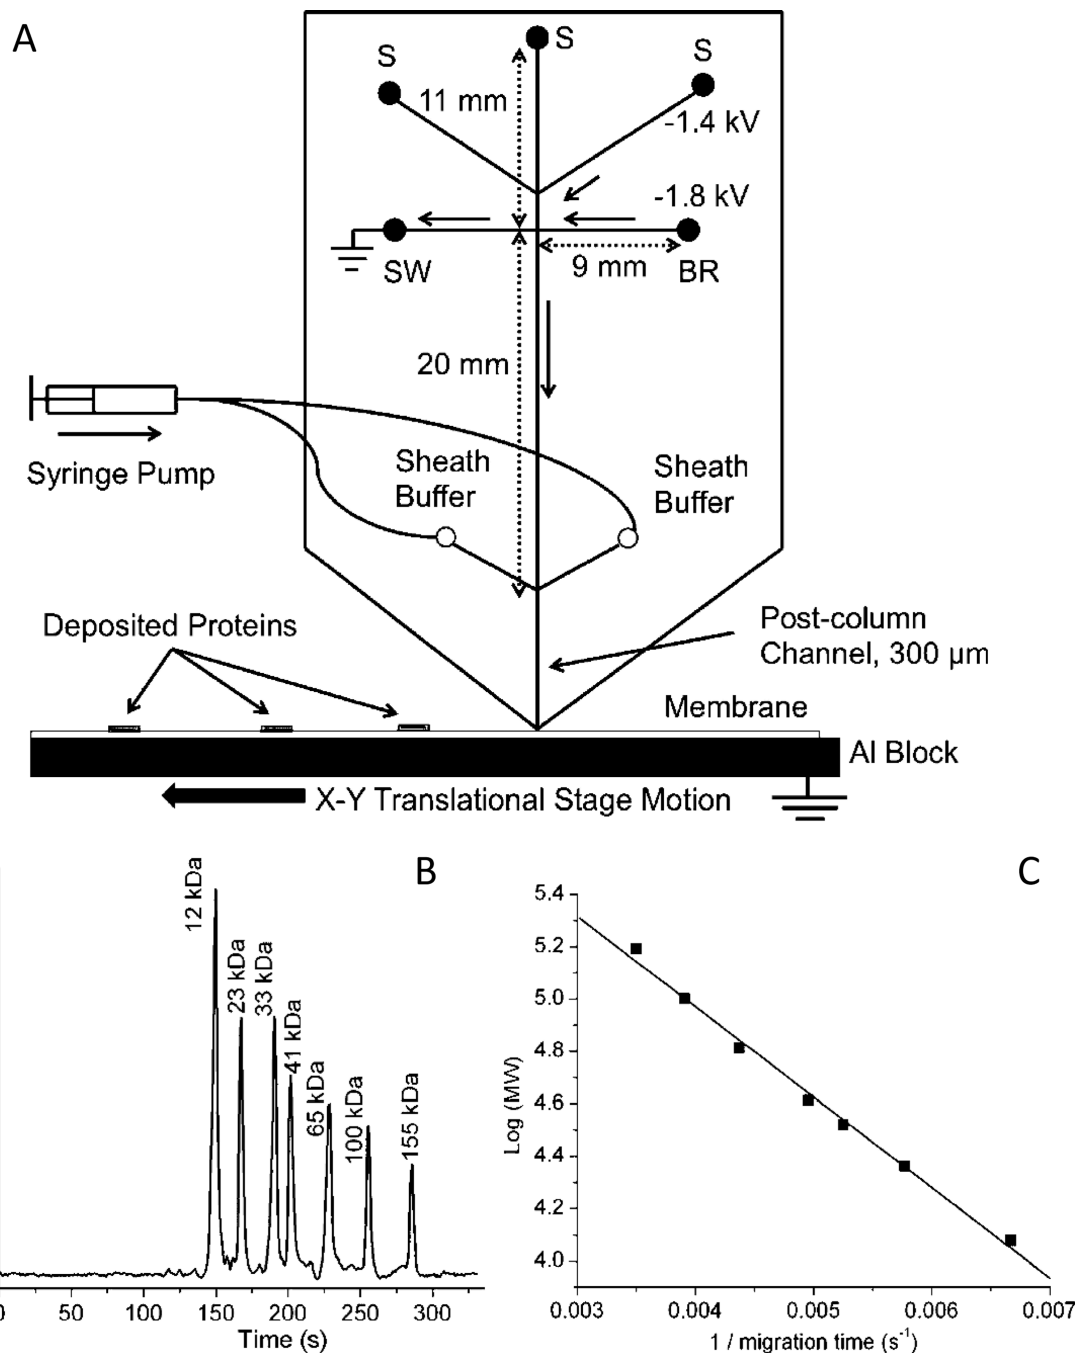 A
S
S
S
11 mm
-1.4 kV
-1.8 kV
SW
9 mm
BR
20 mm
Syringe Pump
Sheath
Buffer
Sheath
Buffer
Deposited Proteins
Post-column
Channel, 300 µm
Membrane
Al Block
X-Y Translational Stage Motion
B
12 kDa
23 kDa
33 kDa
41 kDa
65 kDa
100 kDa
155 kDa
0 50 100 150 200 250 300
Time (s)
C
5.4
5.2
5.0
4.8
4.6
4.4
4.2
4.0
Log (MW)
0.003 0.004 0.005 0.006 0.007
1 / migration time (s⁻¹)